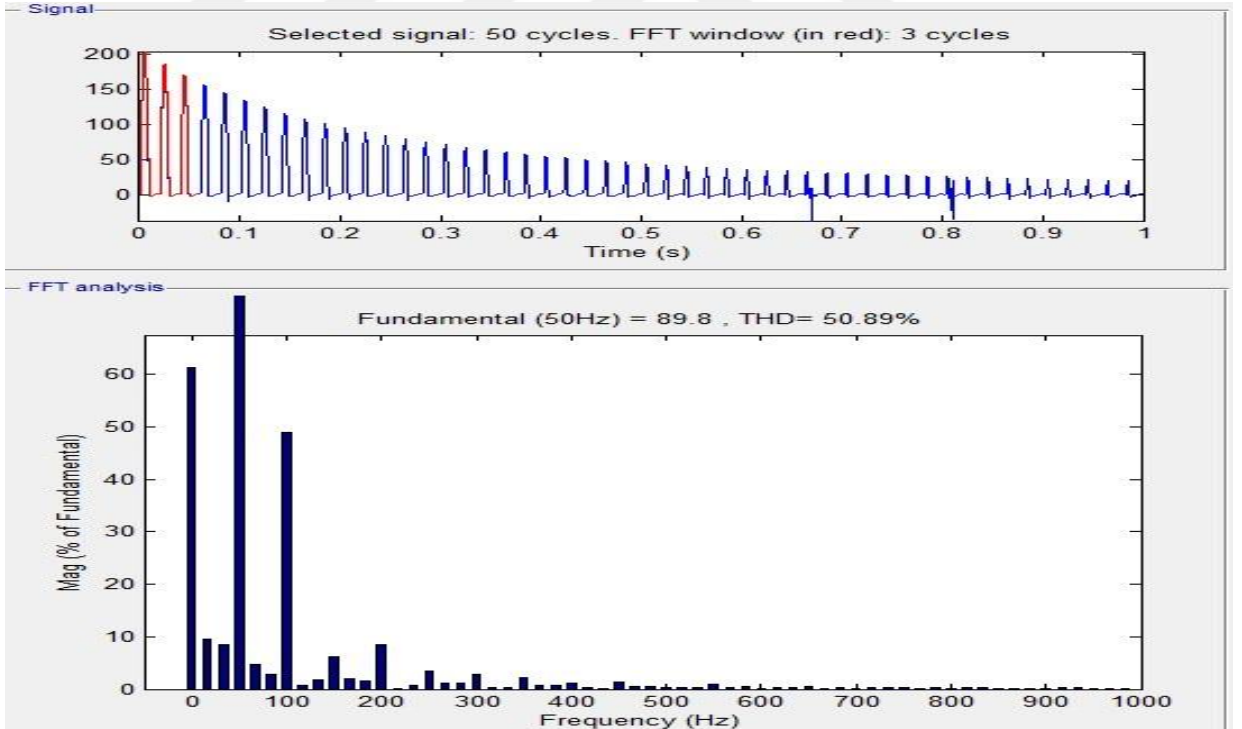 Signal
Selected signal: 50 cycles. FFT window (in red): 3 cycles
200
150
100
50
0
0 0.1 0.2 0.3 0.4 0.5 0.6 0.7 0.8 0.9 1
Time (s)
FFT analysis
Fundamental (50Hz) = 89.8 , THD= 50.89%
Mag (% of Fundamental)
60
50
40
30
20
10
0
0 100 200 300 400 500 600 700 800 900 1000
Frequency (Hz)